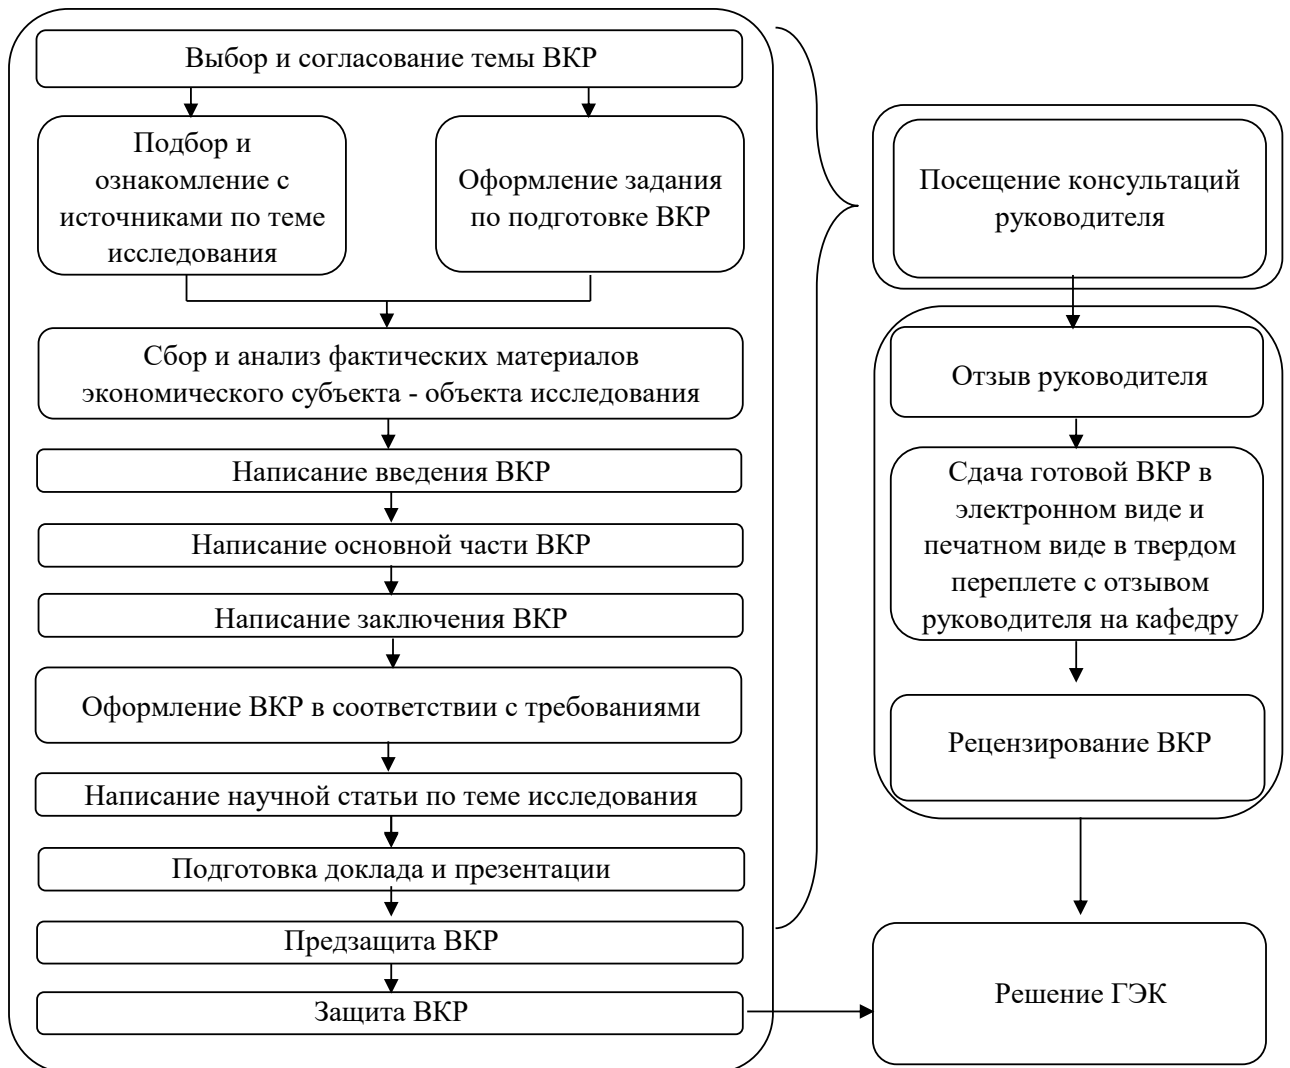 Выбор и согласование темы ВКР
Подбор и
ознакомление с
источниками по теме
исследования
Оформление задания
по подготовке ВКР
Сбор и анализ фактических материалов
экономического субъекта - объекта исследования
Написание введения ВКР
Написание основной части ВКР
Написание заключения ВКР
Оформление ВКР в соответствии с требованиями
Написание научной статьи по теме исследования
Подготовка доклада и презентации
Предзащита ВКР
Защита ВКР
Посещение консультаций
руководителя
Отзыв руководителя
Сдача готовой ВКР в
электронном виде и
печатном виде в твердом
переплете с отзывом
руководителя на кафедру
Рецензирование ВКР
Решение ГЭК